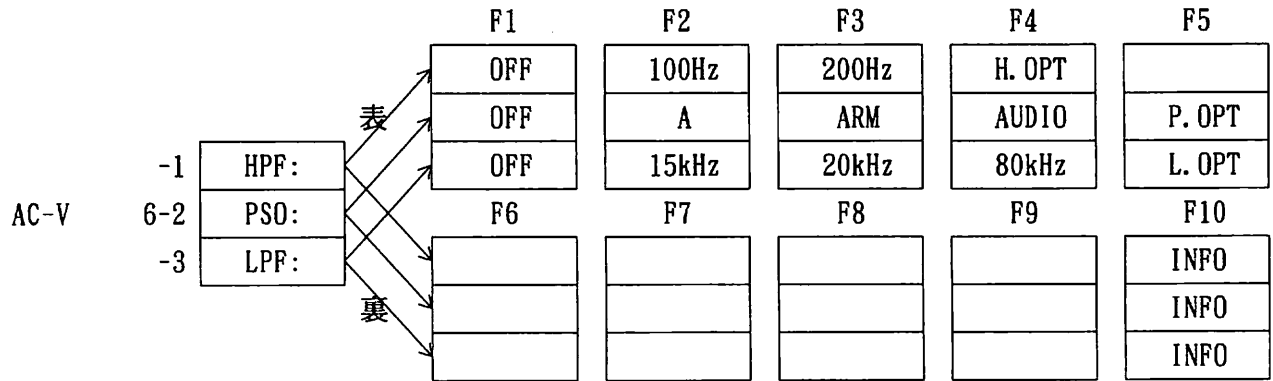 F1 F2 F3 F4 F5
OFF 100Hz 200Hz H.OPT
表 OFF A ARM AUDIO P.OPT
-1 HPF: OFF 15kHz 20kHz 80kHz L.OPT
AC-V 6-2 PSO: F6 F7 F8 F9 F10
-3 LPF: INFO
裏 INFO
INFO